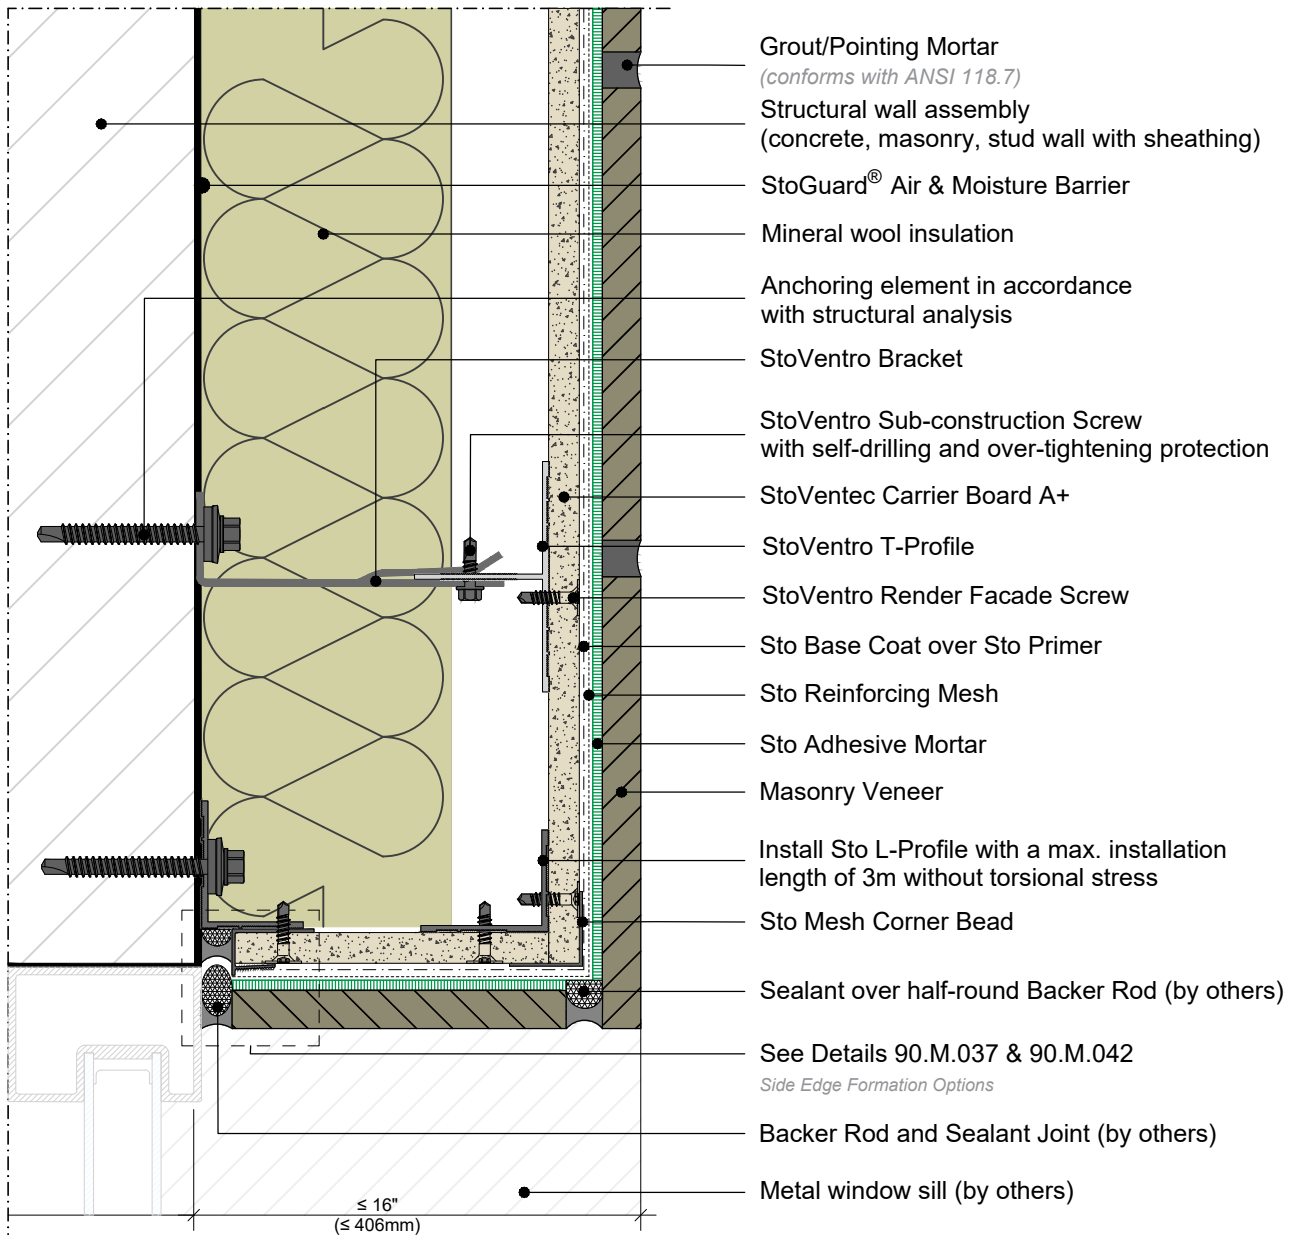 Grout/Pointing Mortar
(conforms with ANSI 118.7)
Structural wall assembly
(concrete, masonry, stud wall with sheathing)
StoGuard® Air & Moisture Barrier
Mineral wool insulation
Anchoring element in accordance
with structural analysis
StoVentro Bracket
StoVentro Sub-construction Screw
with self-drilling and over-tightening protection
StoVentec Carrier Board A+
StoVentro T-Profile
StoVentro Render Facade Screw
Sto Base Coat over Sto Primer
Sto Reinforcing Mesh
Sto Adhesive Mortar
Masonry Veneer
Install Sto L-Profile with a max. installation
length of 3m without torsional stress
Sto Mesh Corner Bead
Sealant over half-round Backer Rod (by others)
See Details 90.M.037 & 90.M.042
Side Edge Formation Options
Backer Rod and Sealant Joint (by others)
Metal window sill (by others)
≤ 16"
(≤ 406mm)